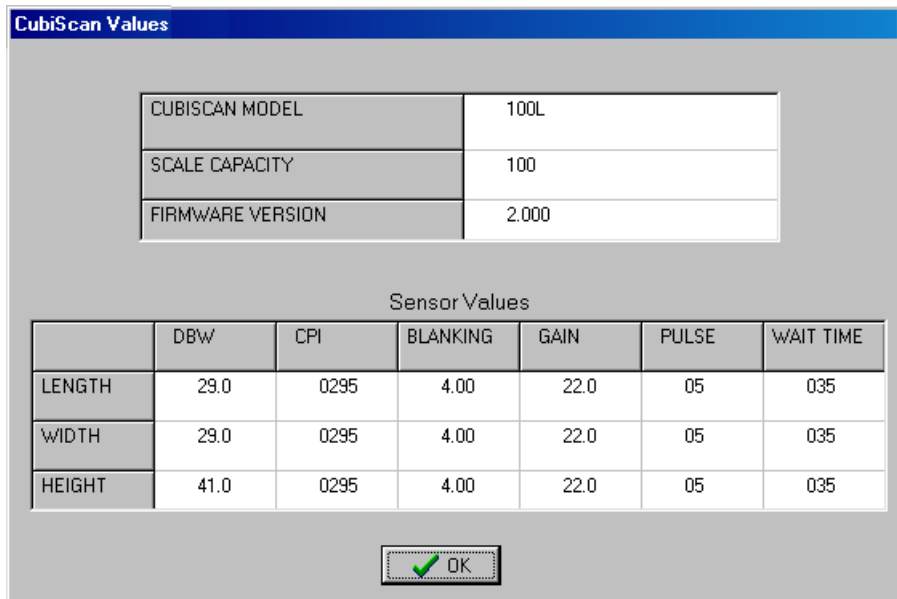 CubiScan Values
CUBISCAN MODEL 100L
SCALE CAPACITY 100
FIRMWARE VERSION 2.000
Sensor Values
DBW CPI BLANKING GAIN PULSE WAIT TIME
LENGTH 29.0 0295 4.00 22.0 05 035
WIDTH 29.0 0295 4.00 22.0 05 035
HEIGHT 41.0 0295 4.00 22.0 05 035
OK